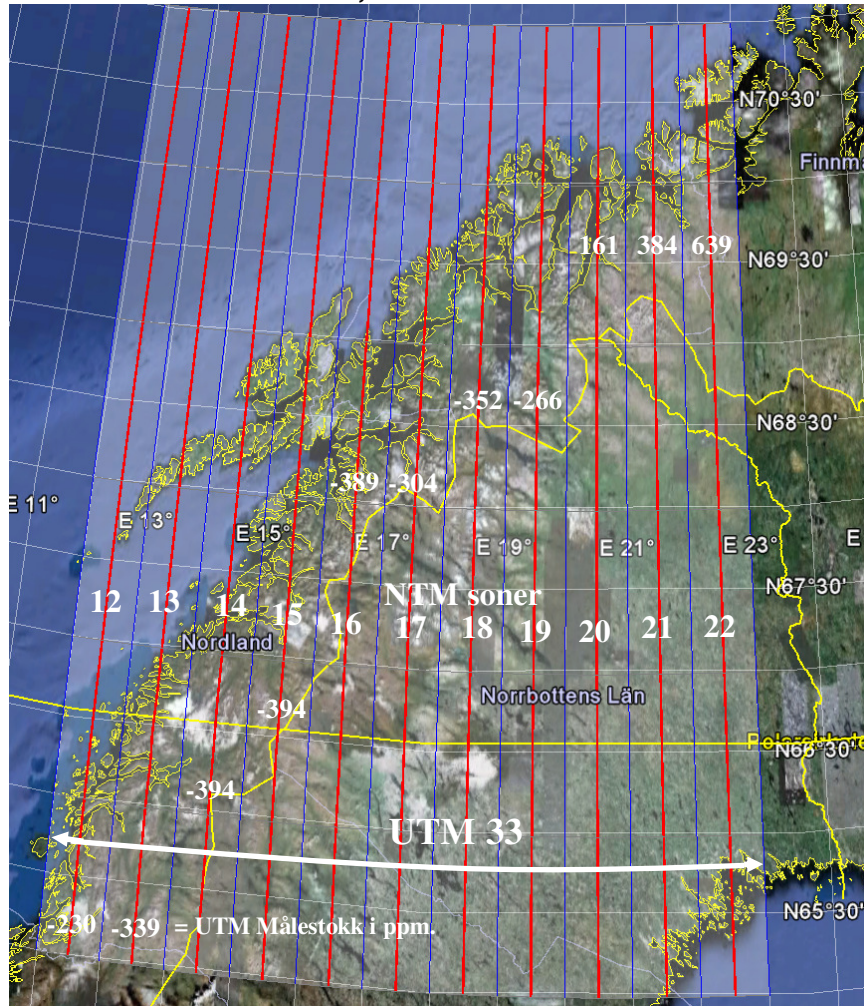 N70°30'
Finnm
161 384 639
N69°30'
-352 -266
N68°30'
-389 -304
E 11°
E 13°
E 15°
E 17°
E 19°
E 21°
E 23°
E
N67°30'
NTM soner
12 13 14 15 16 17 18 19 20 21 22
Nordland
Norrbottens Län
-394
N66°30'
-394
UTM 33
-230 -339 = UTM Målestokk i ppm.
N65°30'